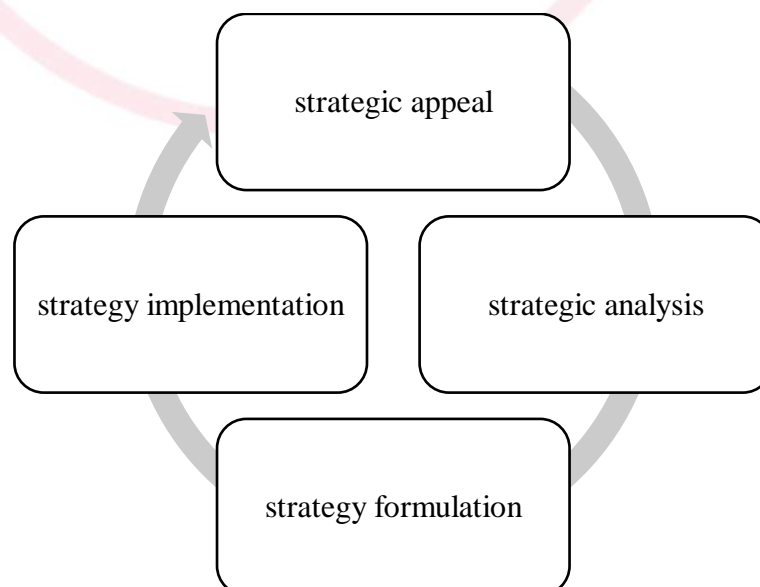 strategic appeal
strategy implementation
strategic analysis
strategy formulation